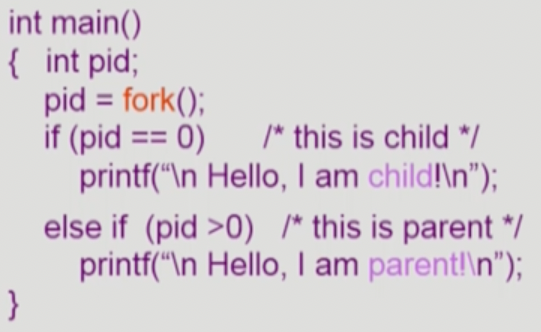 int main()
{ int pid;
pid = fork();
if (pid == 0) /* this is child */
printf(“\n Hello, I am child!\n”);
else if (pid >0) /* this is parent */
printf(“\n Hello, I am parent!\n”);
}